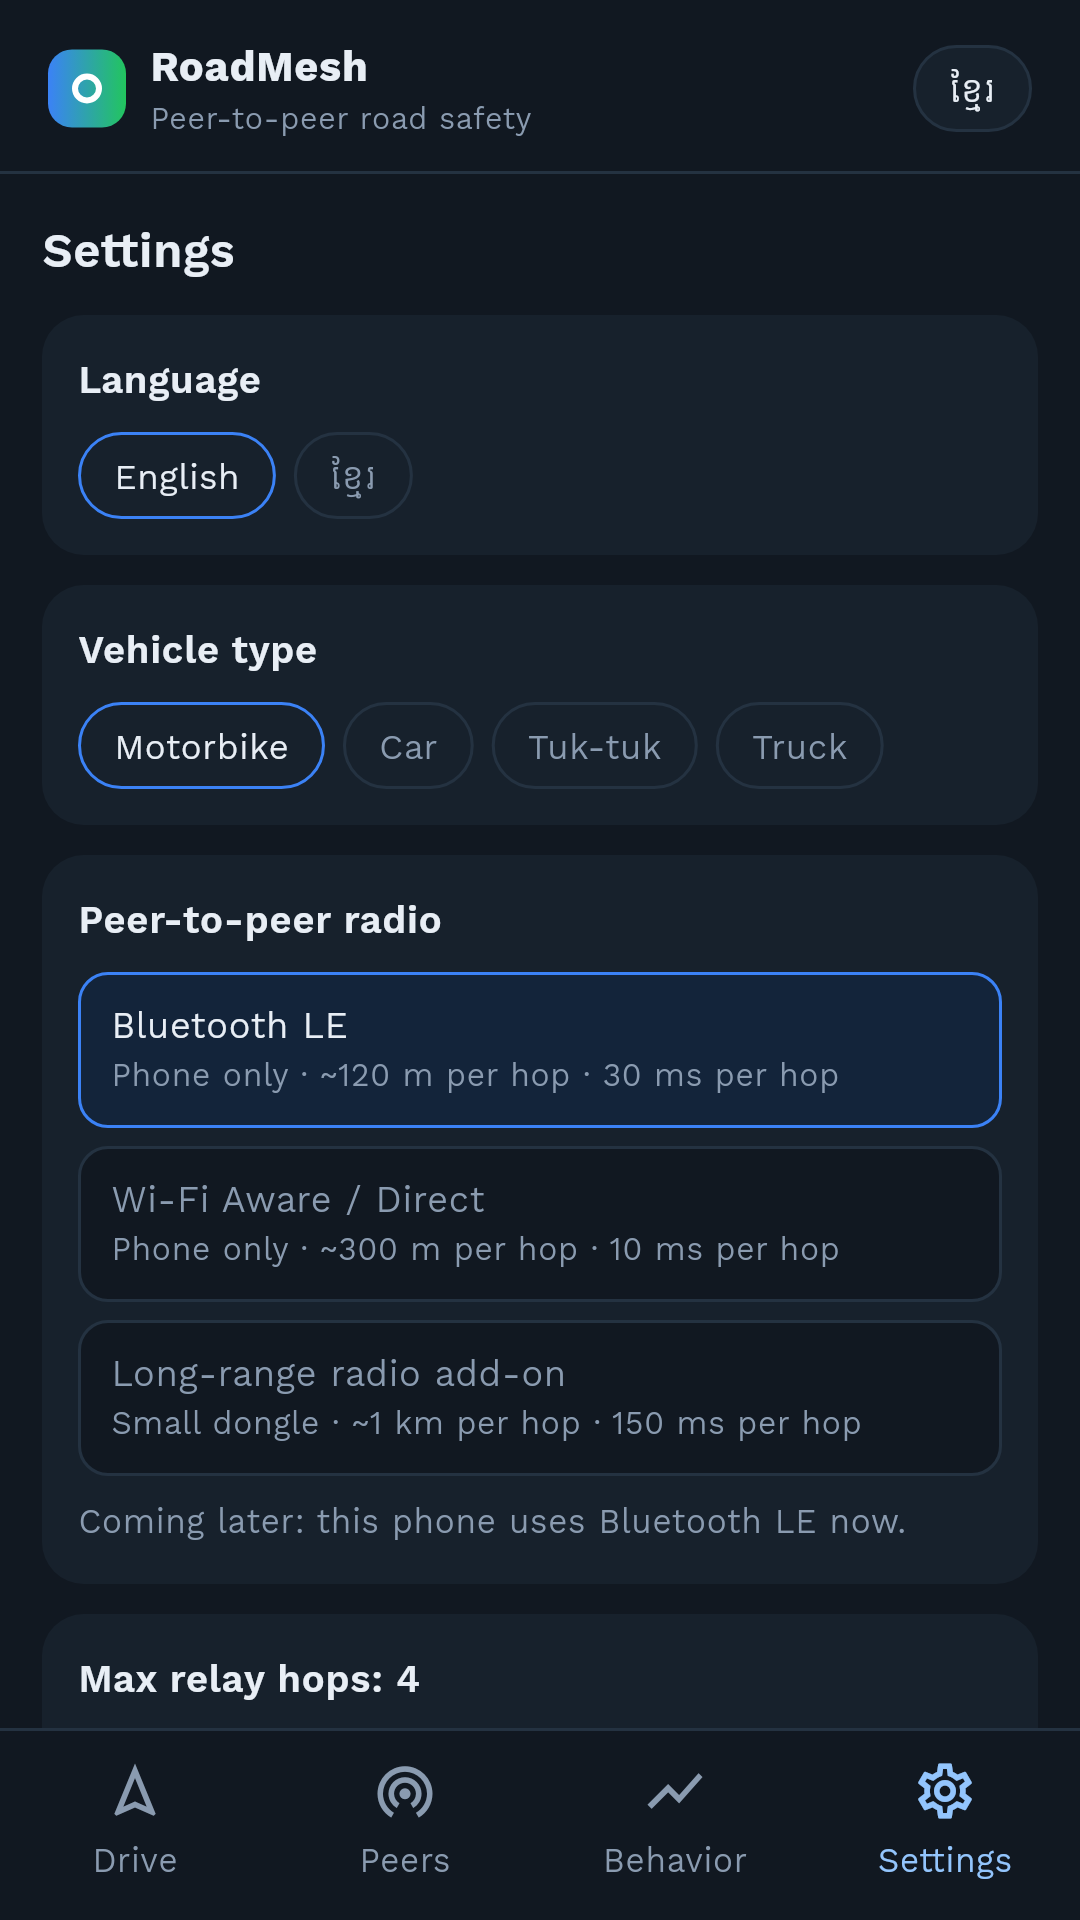 RoadMesh
Peer-to-peer road safety
ខ្មែរ
Settings
Language
English
ខ្មែរ
Vehicle type
Motorbike
Car
Tuk-tuk
Truck
Peer-to-peer radio
Bluetooth LE
Phone only · ~120 m per hop · 30 ms per hop
Wi-Fi Aware / Direct
Phone only · ~300 m per hop · 10 ms per hop
Long-range radio add-on
Small dongle · ~1 km per hop · 150 ms per hop
Coming later: this phone uses Bluetooth LE now.
Max relay hops: 4
Drive
Peers
Behavior
Settings